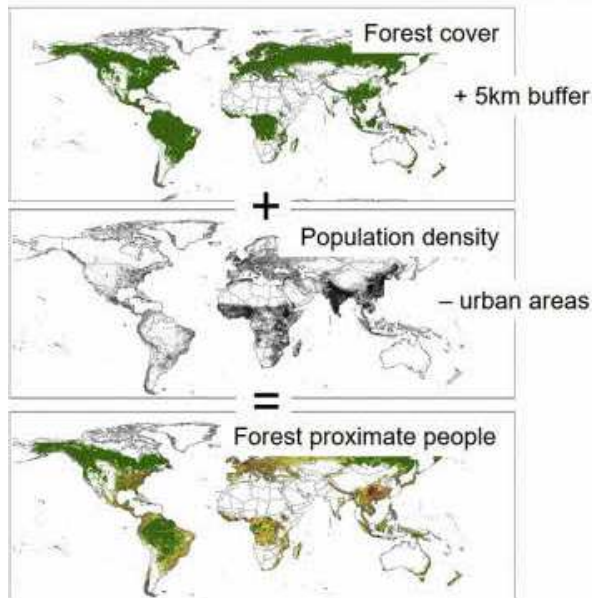 Forest cover
+ 5km buffer
+
Population density
– urban areas
=
Forest proximate people